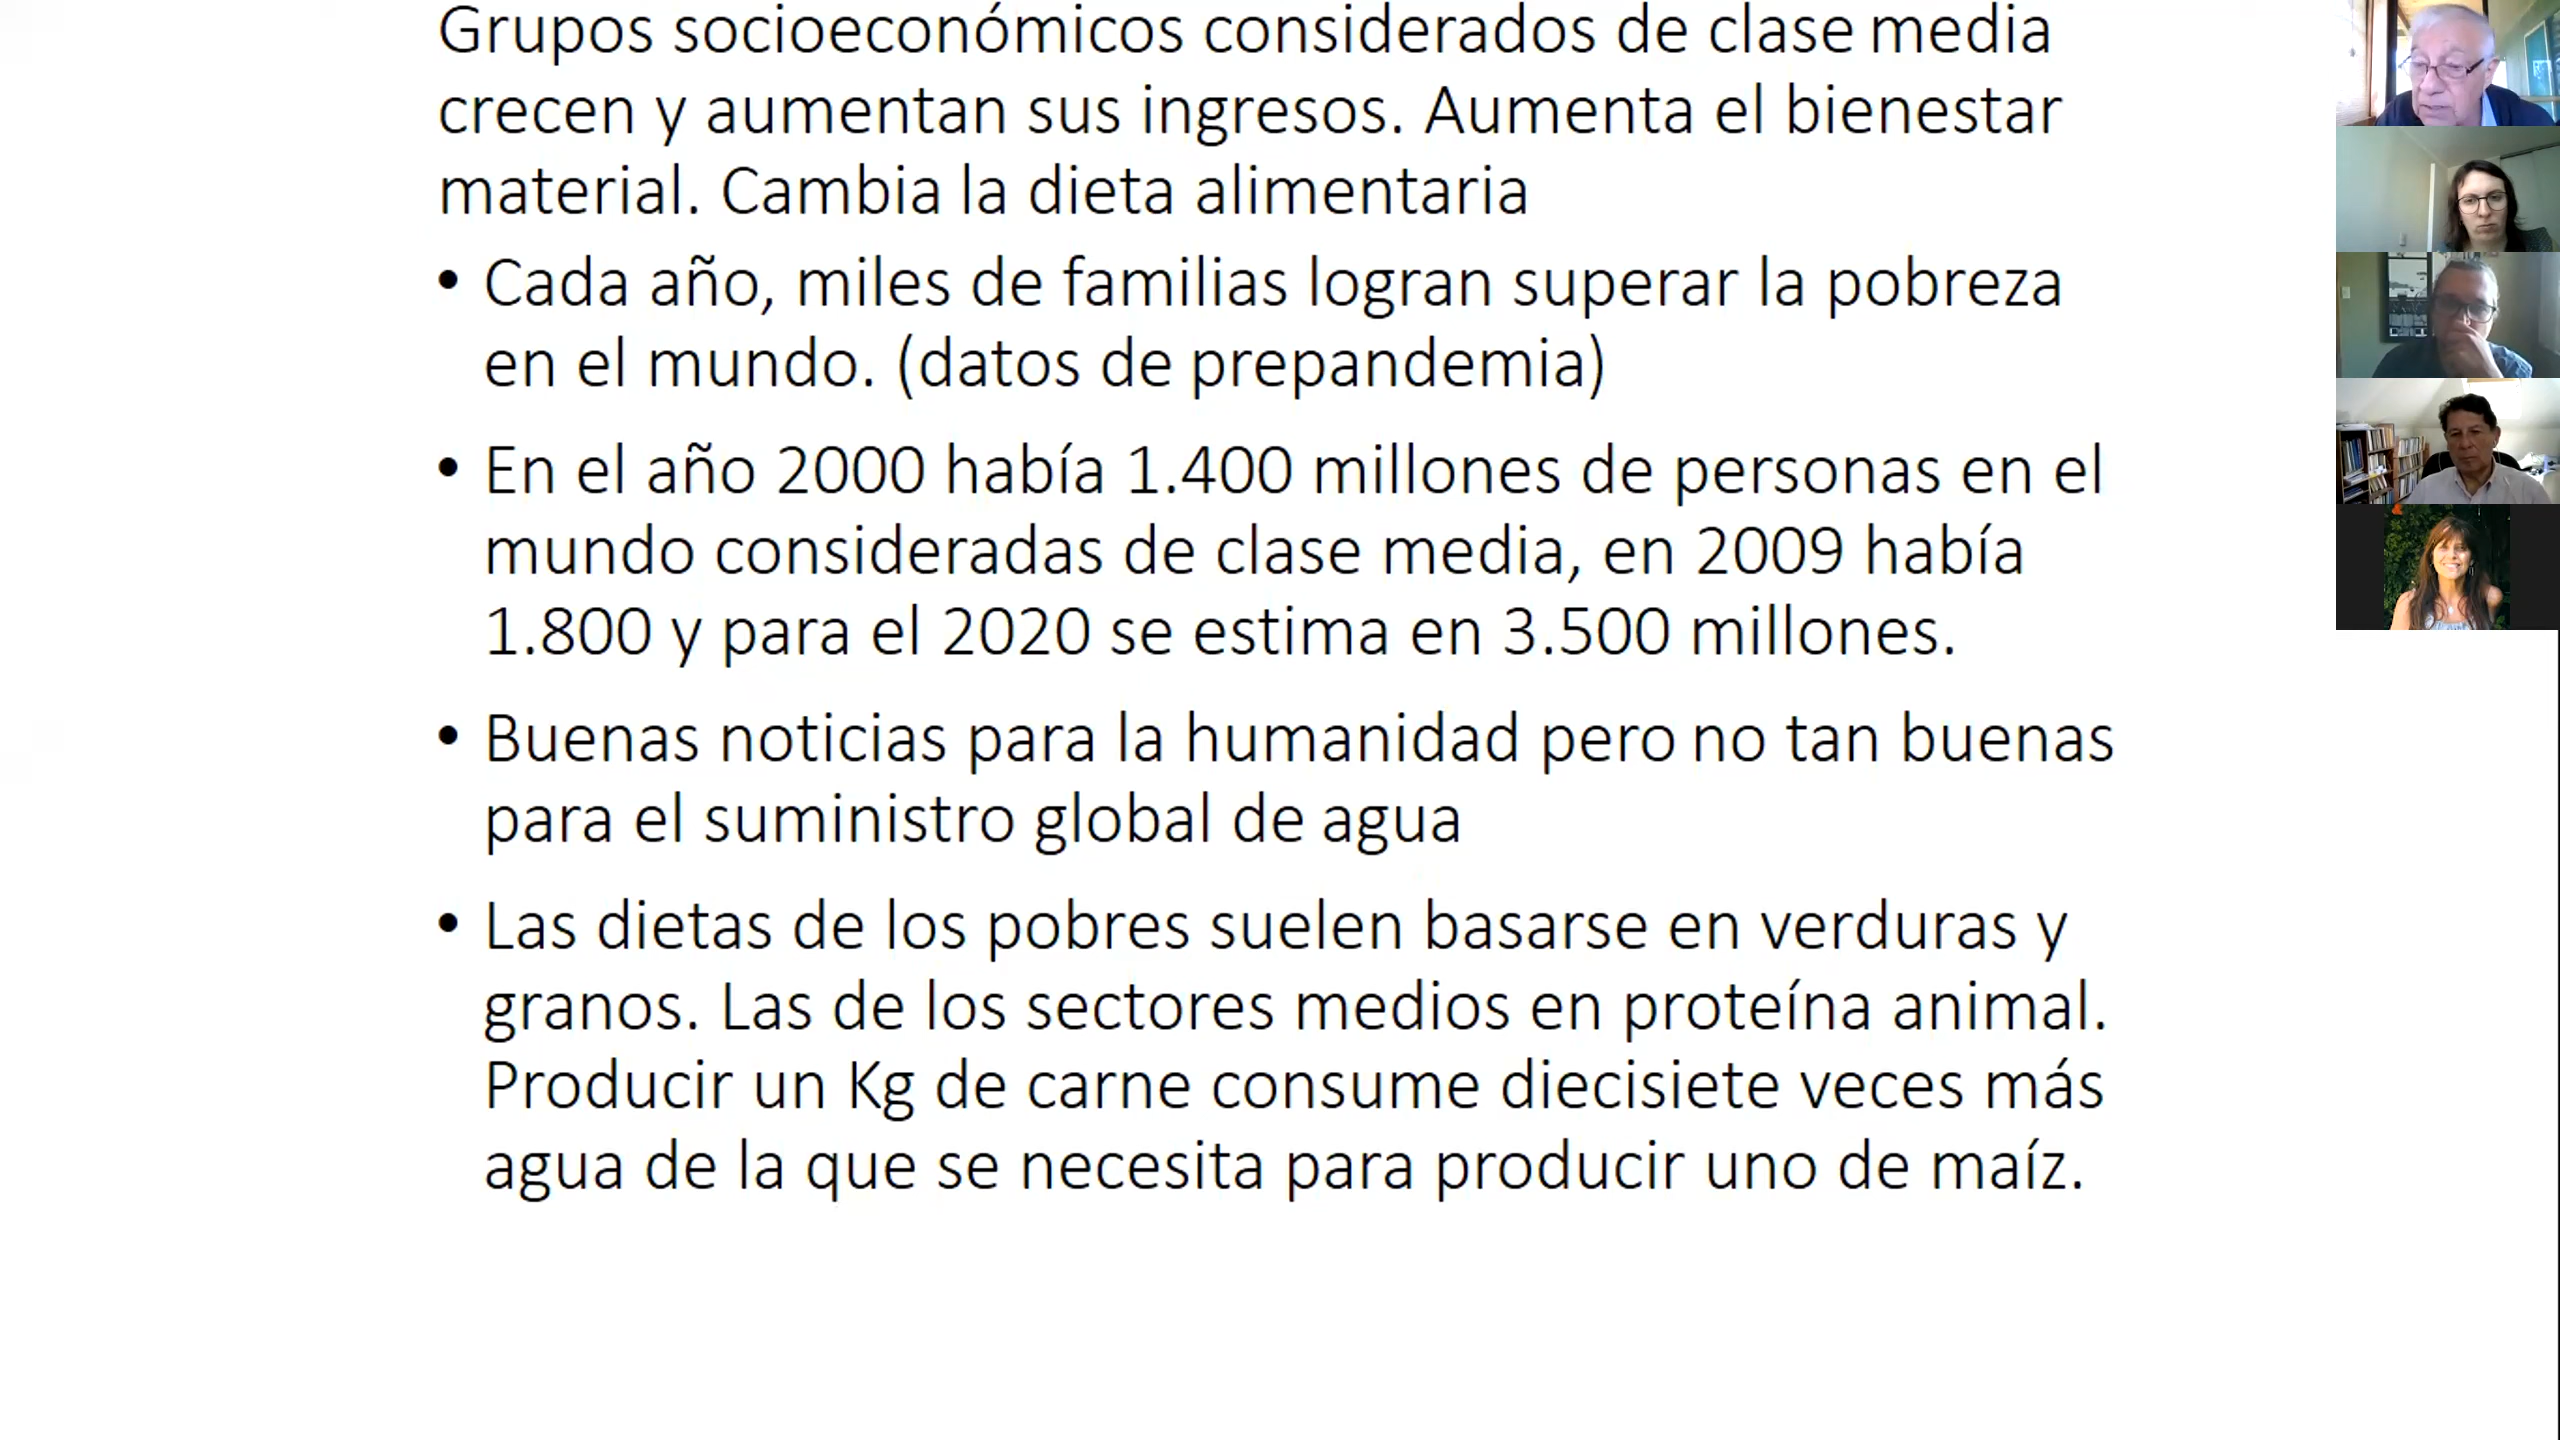 Grupos socioeconómicos considerados de clase media
crecen y aumentan sus ingresos. Aumenta el bienestar
material. Cambia la dieta alimentaria
• Cada año, miles de familias logran superar la pobreza
en el mundo. (datos de prepandemia)
• En el año 2000 había 1.400 millones de personas en el
mundo consideradas de clase media, en 2009 había
1.800 y para el 2020 se estima en 3.500 millones.
• Buenas noticias para la humanidad pero no tan buenas
para el suministro global de agua
• Las dietas de los pobres suelen basarse en verduras y
granos. Las de los sectores medios en proteína animal.
Producir un Kg de carne consume diecisiete veces más
agua de la que se necesita para producir uno de maíz.